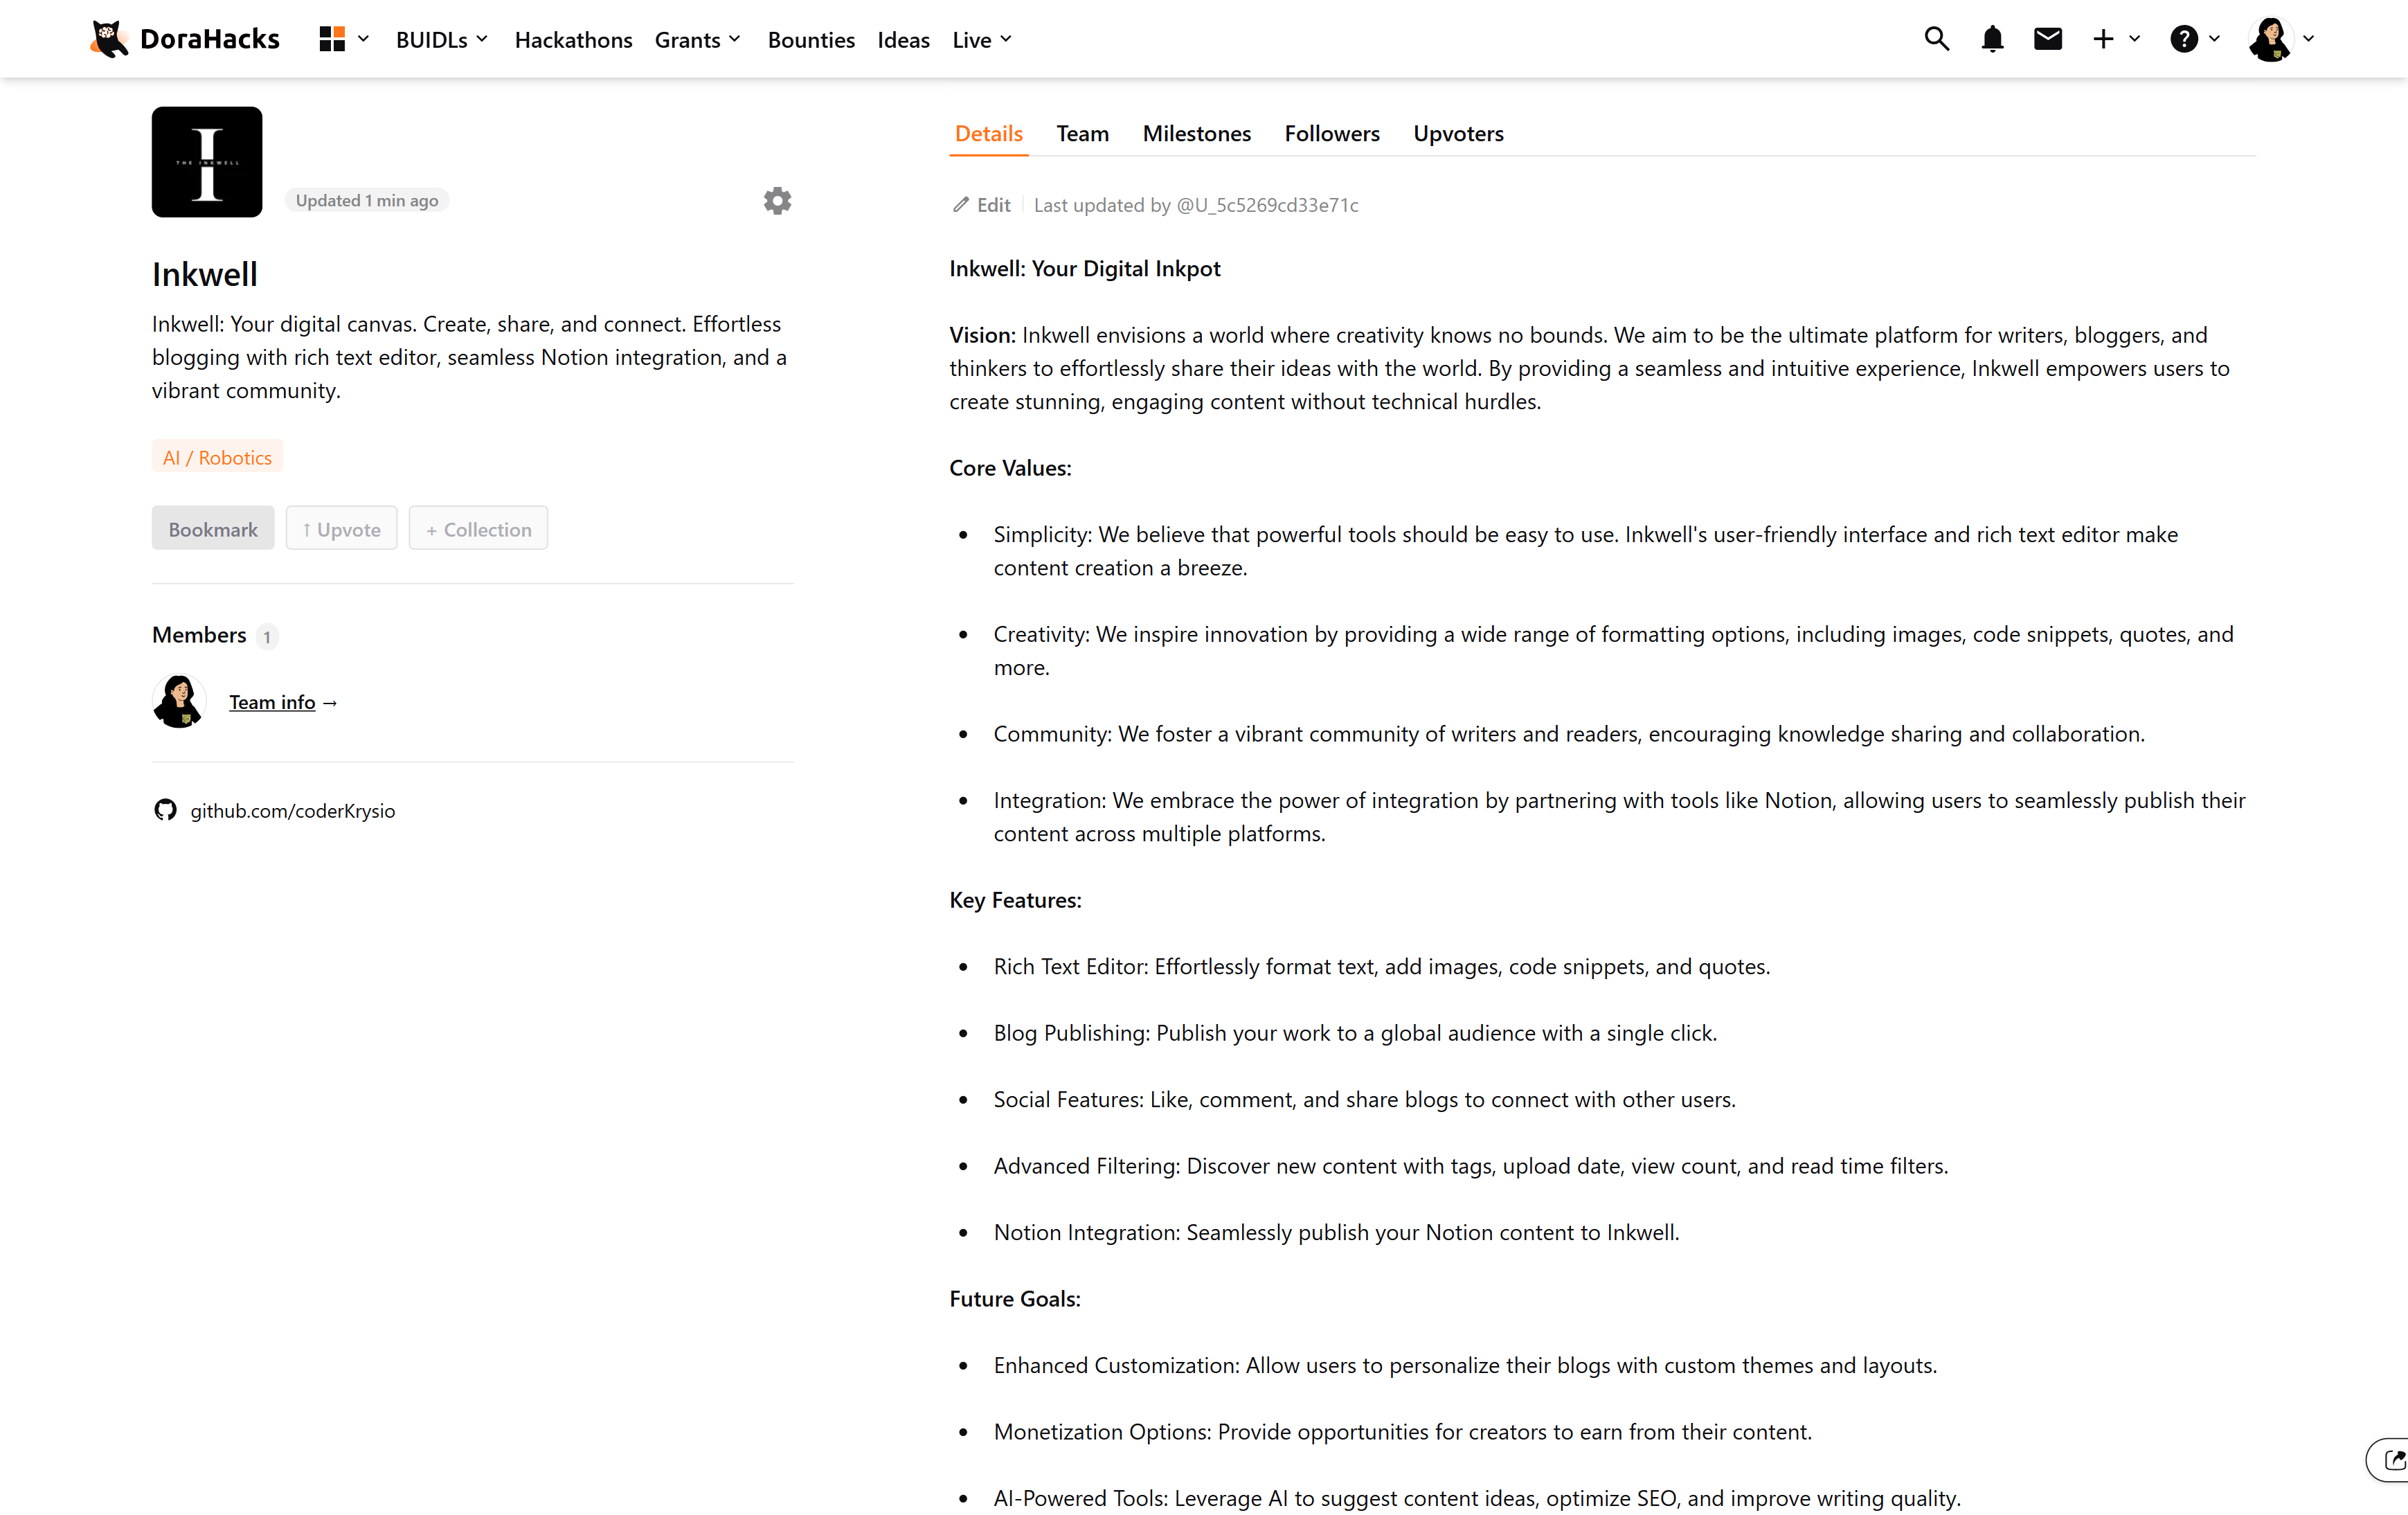 DoraHacks BUIDLs Hackathons Grants Bounties Ideas Live
THE INKWELL
Updated 1 min ago
Inkwell
Inkwell: Your digital canvas. Create, share, and connect. Effortless
blogging with rich text editor, seamless Notion integration, and a
vibrant community.
AI / Robotics
Bookmark ↑ Upvote + Collection
Members 1
Team info →
github.com/coderKrysio
Details Team Milestones Followers Upvoters
Edit Last updated by @U_5c5269cd33e71c
Inkwell: Your Digital Inkpot
Vision: Inkwell envisions a world where creativity knows no bounds. We aim to be the ultimate platform for writers, bloggers, and
thinkers to effortlessly share their ideas with the world. By providing a seamless and intuitive experience, Inkwell empowers users to
create stunning, engaging content without technical hurdles.
Core Values:
• Simplicity: We believe that powerful tools should be easy to use. Inkwell's user-friendly interface and rich text editor make
content creation a breeze.
• Creativity: We inspire innovation by providing a wide range of formatting options, including images, code snippets, quotes, and
more.
• Community: We foster a vibrant community of writers and readers, encouraging knowledge sharing and collaboration.
• Integration: We embrace the power of integration by partnering with tools like Notion, allowing users to seamlessly publish their
content across multiple platforms.
Key Features:
• Rich Text Editor: Effortlessly format text, add images, code snippets, and quotes.
• Blog Publishing: Publish your work to a global audience with a single click.
• Social Features: Like, comment, and share blogs to connect with other users.
• Advanced Filtering: Discover new content with tags, upload date, view count, and read time filters.
• Notion Integration: Seamlessly publish your Notion content to Inkwell.
Future Goals:
• Enhanced Customization: Allow users to personalize their blogs with custom themes and layouts.
• Monetization Options: Provide opportunities for creators to earn from their content.
• AI-Powered Tools: Leverage AI to suggest content ideas, optimize SEO, and improve writing quality.